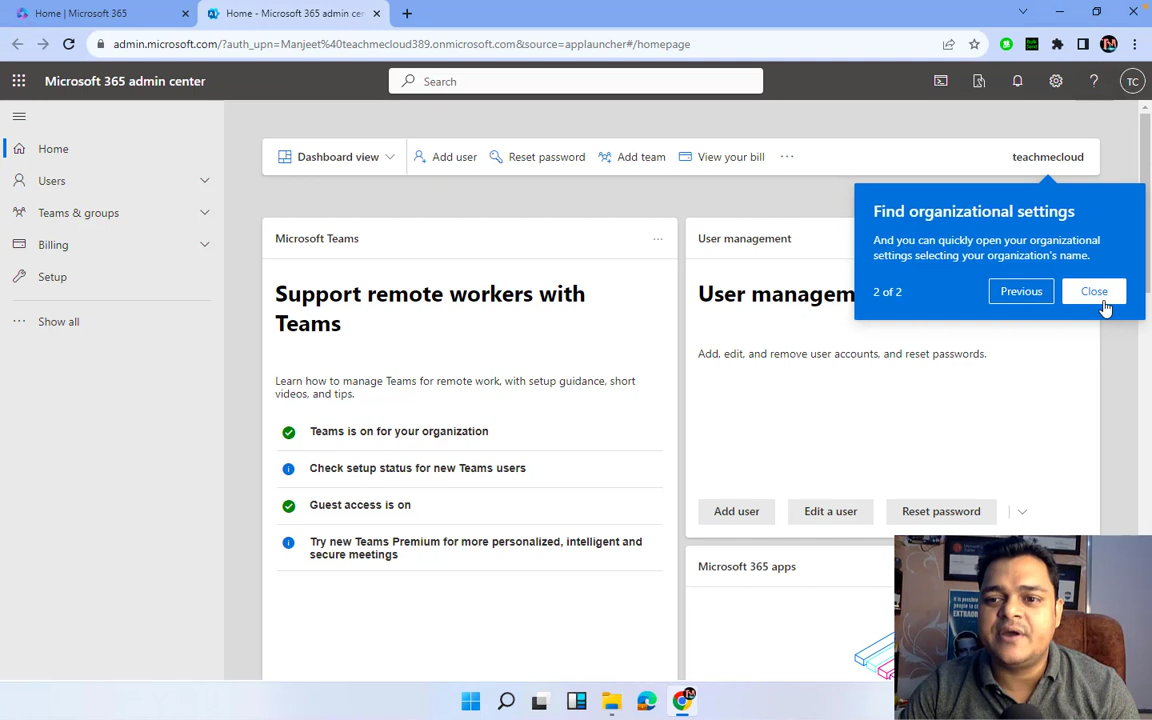 Home | Microsoft 365
Home - Microsoft 365 admin cer
admin.microsoft.com/?auth_upn=Manjeet%40teachmecloud389.onmicrosoft.com&source=applauncher#/homepage
Microsoft 365 admin center
Search
TC
Home
Users
Teams & groups
Billing
Setup
Show all
Dashboard view
Add user
Reset password
Add team
View your bill
teachmecloud
Find organizational settings
And you can quickly open your organizational
settings selecting your organization's name.
2 of 2
Previous
Close
Microsoft Teams
Support remote workers with
Teams
Learn how to manage Teams for remote work, with setup guidance, short
videos, and tips.
Teams is on for your organization
Check setup status for new Teams users
Guest access is on
Try new Teams Premium for more personalized, intelligent and
secure meetings
User management
User managem
Add, edit, and remove user accounts, and reset passwords.
Add user
Edit a user
Reset password
Microsoft 365 apps